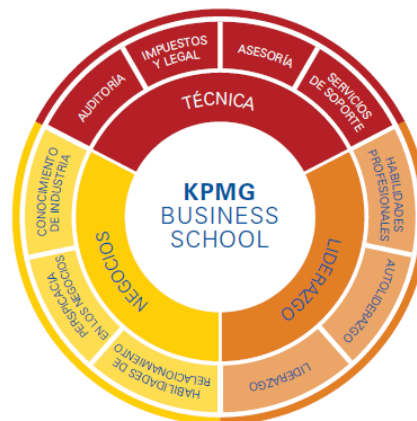 AUDITORÍA
IMPUESTOS
Y LEGAL
ASESORÍA
SERVICIOS
DE SOPORTE
TÉCNICA
CONOCIMIENTO
DE INDUSTRIA
PERSPICACIA
EN LOS NEGOCIOS
HABILIDADES DE
RELACIONAMIENTO
NEGOCIOS
KPMG
BUSINESS
SCHOOL
LIDERAZGO
HABILIDADES
PROFESIONALES
AUTOLIDERAZGO
LIDERAZGO